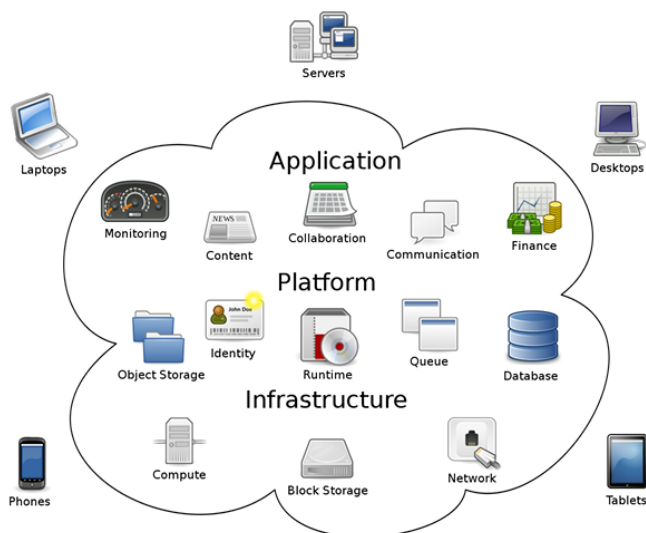 Servers
Laptops
Desktops
Application
Monitoring
NEWS
Content
Collaboration
Communication
Finance
Platform
John Doe
Object Storage
Identity
Runtime
Queue
Database
Infrastructure
Compute
Block Storage
Network
Phones
Tablets